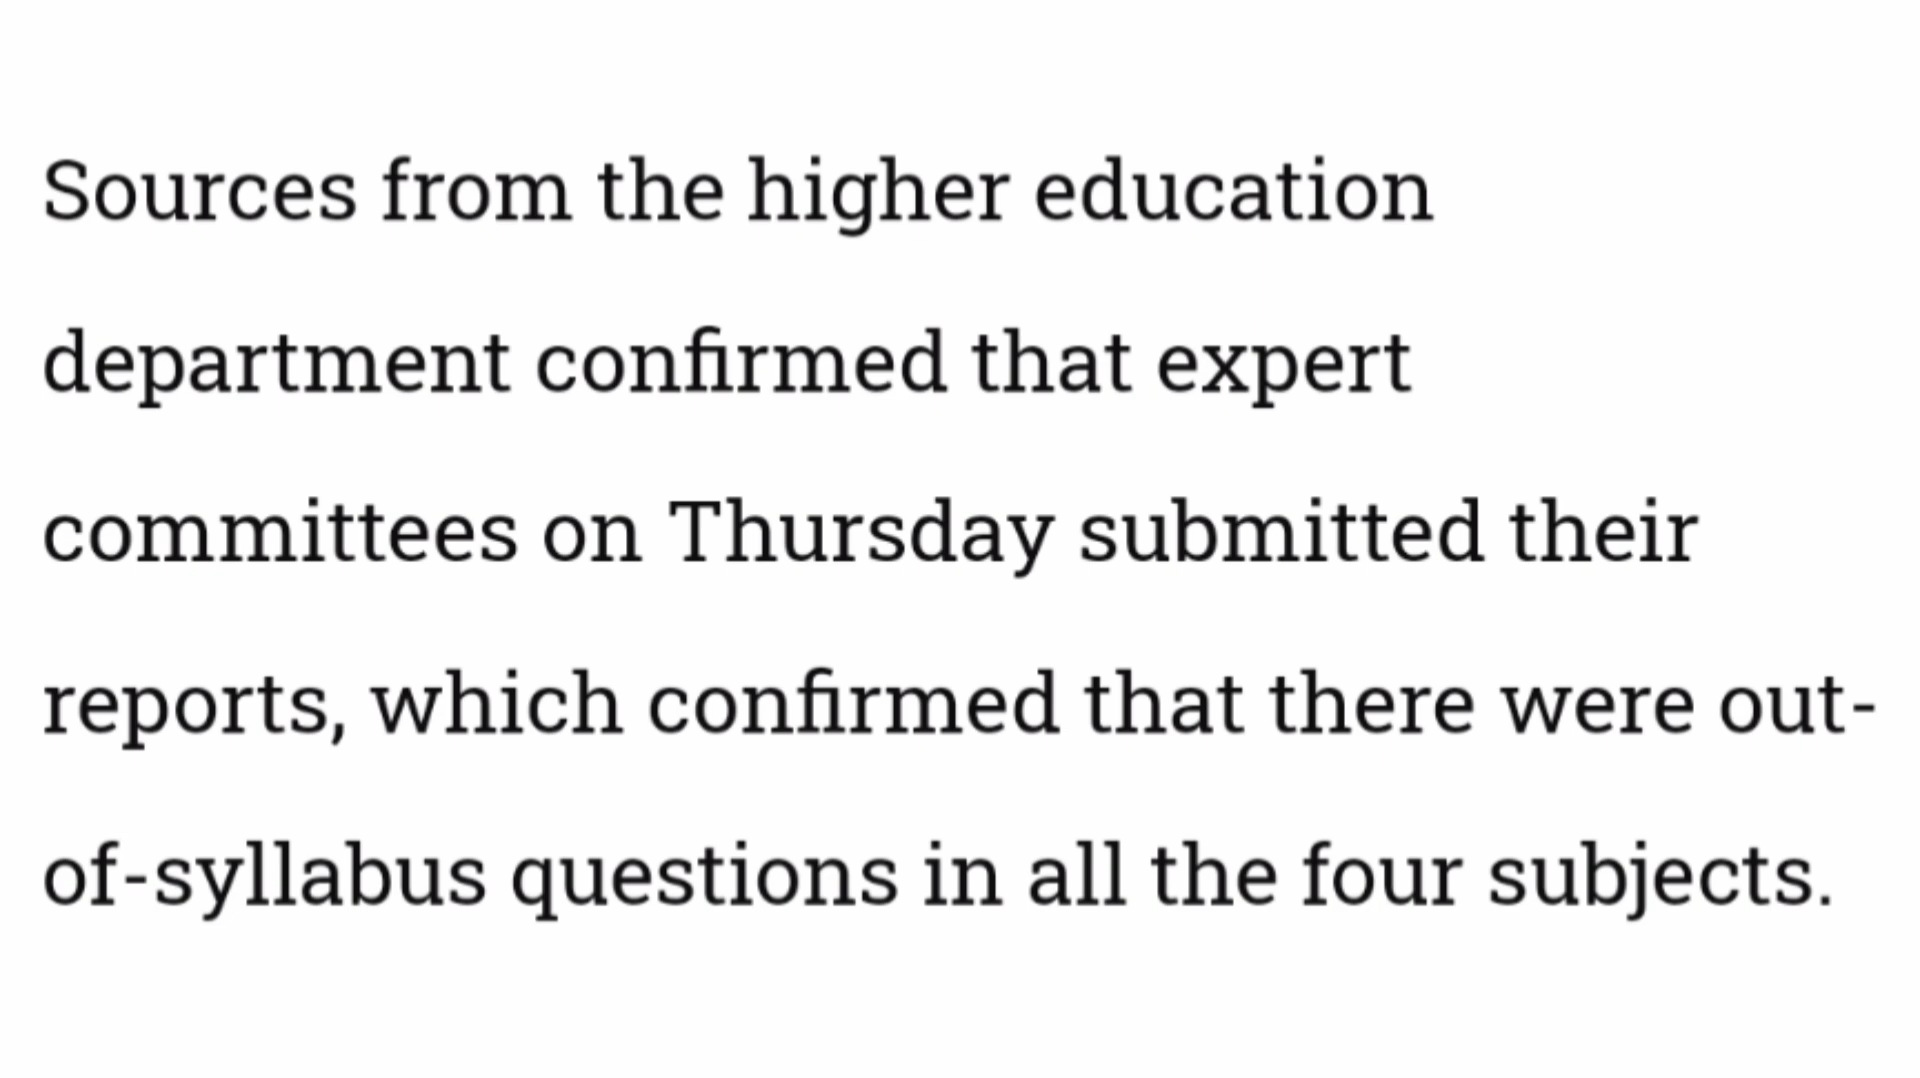 Sources from the higher education
department confirmed that expert
committees on Thursday submitted their
reports, which confirmed that there were out-
of-syllabus questions in all the four subjects.